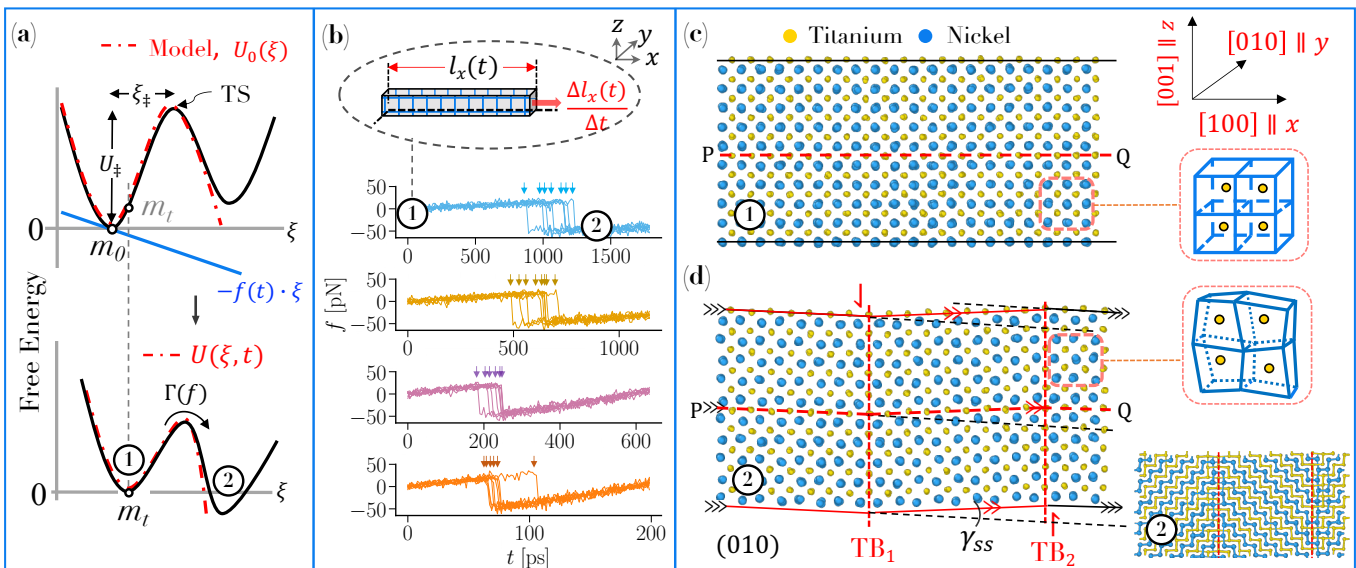 (a)
Model, U₀(ξ)
ξ‡
TS
U‡
mₜ
0
m₀
ξ
−f(t) · ξ
Free Energy
U(ξ, t)
Γ(f)
1
2
0
mₜ
ξ
(b)
z
y
x
lₓ(t)
Δlₓ(t)
Δt
50
0
−50
1
2
0
500
1000
1500
50
0
−50
0
500
1000
f [pN]
50
0
−50
0
200
400
600
50
0
−50
0
100
200
t [ps]
(c)
Titanium
Nickel
[001] ∥ z
[010] ∥ y
[100] ∥ x
P
Q
1
(d)
P
Q
2
(010)
TB₁
γss
TB₂
2